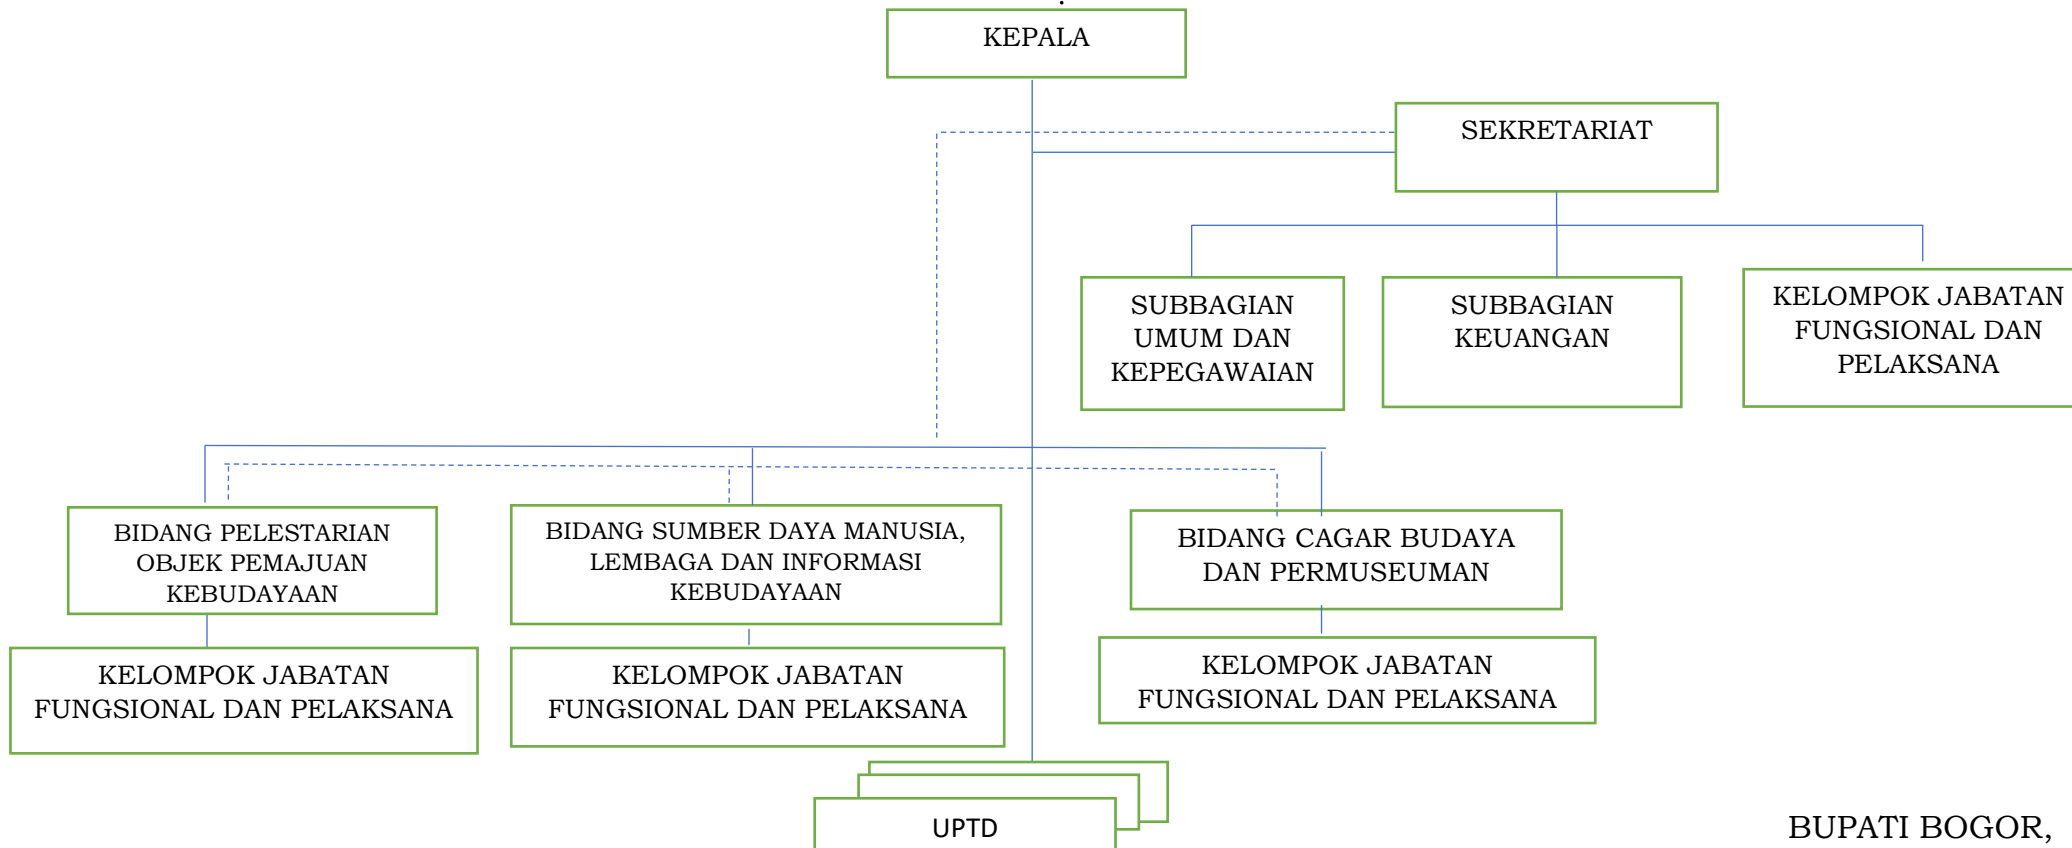 KEPALA
SEKRETARIAT
SUBBAGIAN
UMUM DAN
KEPEGAWAIAN
SUBBAGIAN
KEUANGAN
KELOMPOK JABATAN
FUNGSIONAL DAN
PELAKSANA
BIDANG PELESTARIAN
OBJEK PEMAJUAN
KEBUDAYAAN
BIDANG SUMBER DAYA MANUSIA,
LEMBAGA DAN INFORMASI
KEBUDAYAAN
BIDANG CAGAR BUDAYA
DAN PERMUSEUMAN
KELOMPOK JABATAN
FUNGSIONAL DAN PELAKSANA
KELOMPOK JABATAN
FUNGSIONAL DAN PELAKSANA
KELOMPOK JABATAN
FUNGSIONAL DAN PELAKSANA
UPTD
BUPATI BOGOR,